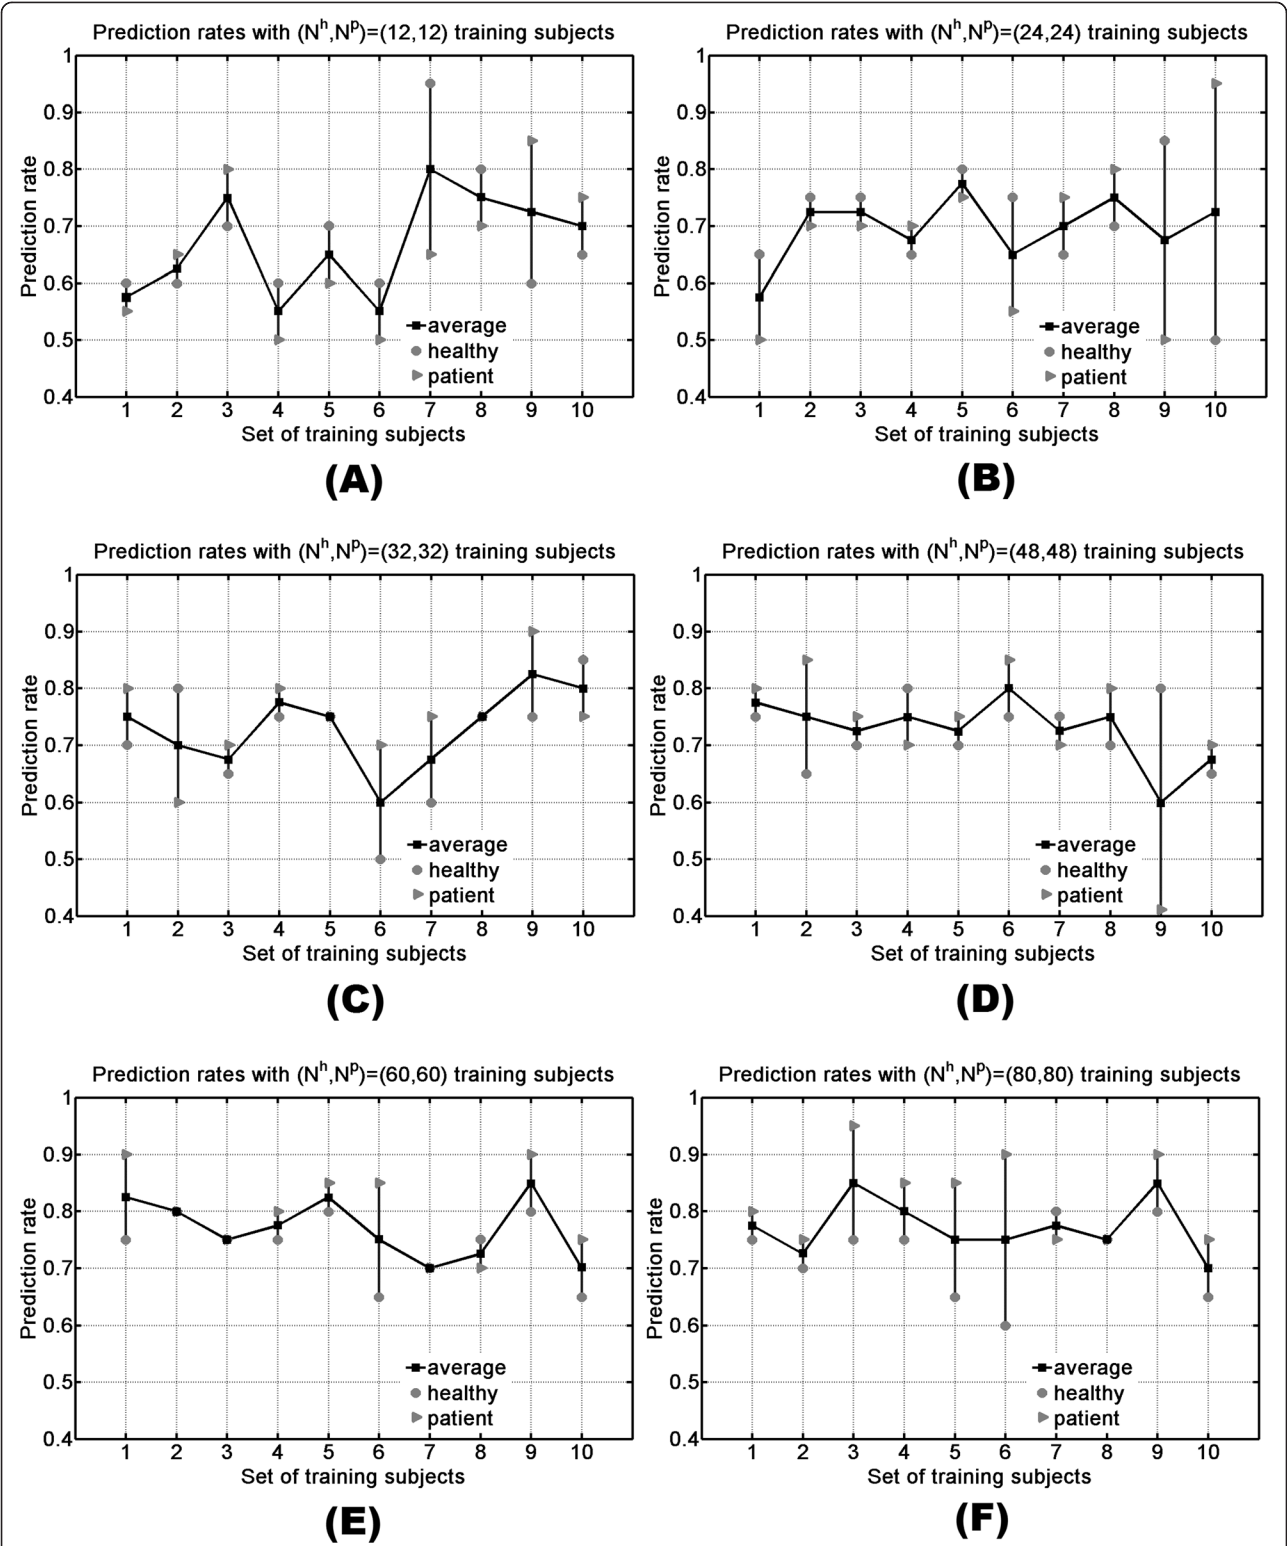 Prediction rates with (N^h,N^p)=(12,12) training subjects
1
0.9
0.8
0.7
0.6
0.5
0.4
Prediction rate
average
healthy
patient
1 2 3 4 5 6 7 8 9 10
Set of training subjects
(A)
Prediction rates with (N^h,N^p)=(24,24) training subjects
1
0.9
0.8
0.7
0.6
0.5
0.4
Prediction rate
average
healthy
patient
1 2 3 4 5 6 7 8 9 10
Set of training subjects
(B)
Prediction rates with (N^h,N^p)=(32,32) training subjects
1
0.9
0.8
0.7
0.6
0.5
0.4
Prediction rate
average
healthy
patient
1 2 3 4 5 6 7 8 9 10
Set of training subjects
(C)
Prediction rates with (N^h,N^p)=(48,48) training subjects
1
0.9
0.8
0.7
0.6
0.5
0.4
Prediction rate
average
healthy
patient
1 2 3 4 5 6 7 8 9 10
Set of training subjects
(D)
Prediction rates with (N^h,N^p)=(60,60) training subjects
1
0.9
0.8
0.7
0.6
0.5
0.4
Prediction rate
average
healthy
patient
1 2 3 4 5 6 7 8 9 10
Set of training subjects
(E)
Prediction rates with (N^h,N^p)=(80,80) training subjects
1
0.9
0.8
0.7
0.6
0.5
0.4
Prediction rate
average
healthy
patient
1 2 3 4 5 6 7 8 9 10
Set of training subjects
(F)